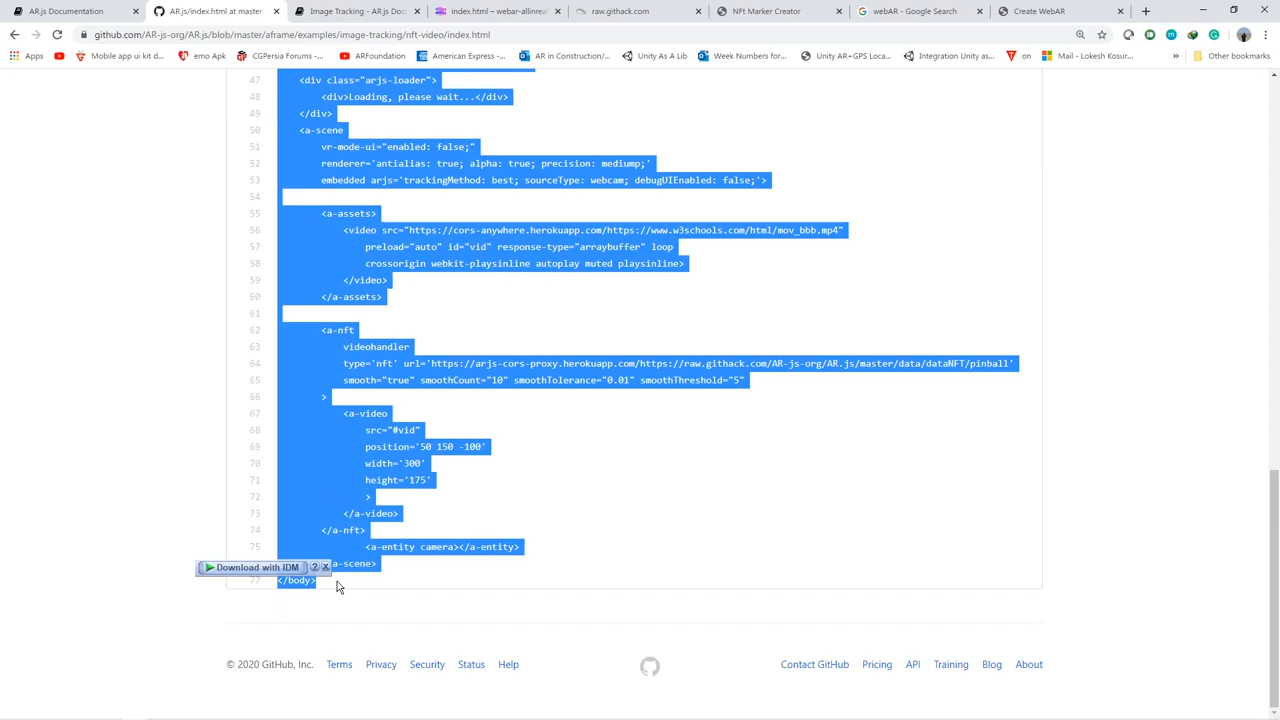 AR.js Documentation
AR.js/index.html at master
Image Tracking - AR.js Doc
index.html – webar-allinreal
raw.githack.com
NFT Marker Creator
webAR - Google Search
Create WebAR
github.com/AR-js-org/AR.js/blob/master/aframe/examples/image-tracking/nft-video/index.html
Apps
Mobile app ui kit d...
emo Apk
CGPersia Forums -...
ARFoundation
American Express -...
AR in Construction/...
Unity As A Lib
Week Numbers for...
Unity AR+GPS Loca...
Integration Unity as...
on
M - Lokesh Kosur...
»
Other bookmarks
47 <div class="arjs-loader">
48 <div>Loading, please wait...</div>
49 </div>
50 <a-scene
51 vr-mode-ui="enabled: false;"
52 renderer='antialias: true; alpha: true; precision: mediump;'
53 embedded arjs='trackingMethod: best; sourceType: webcam; debugUIEnabled: false;'>
54
55 <a-assets>
56 <video src="https://cors-anywhere.herokuapp.com/https://www.w3schools.com/html/mov_bbb.mp4"
57 preload="auto" id="vid" response-type="arraybuffer" loop
58 crossorigin webkit-playsinline autoplay muted playsinline>
59 </video>
60 </a-assets>
61
62 <a-nft
63 videohandler
64 type='nft' url='https://arjs-cors-proxy.herokuapp.com/https://raw.githack.com/AR-js-org/AR.js/master/data/dataNFT/pinball'
65 smooth="true" smoothCount="10" smoothTolerance="0.01" smoothThreshold="5"
66 >
67 <a-video
68 src="#vid"
69 position='50 150 -100'
70 width='300'
71 height='175'
72 >
73 </a-video>
74 </a-nft>
75 <a-entity camera></a-entity>
Download with IDM ? X
a-scene>
77 </body>
© 2020 GitHub, Inc. Terms Privacy Security Status Help
Contact GitHub Pricing API Training Blog About